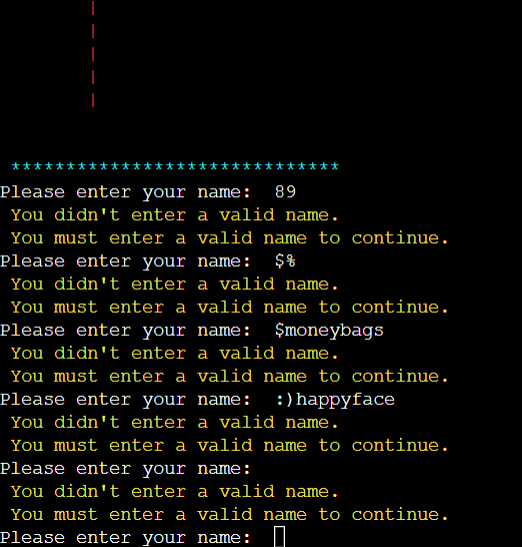 |
|
|
|
|
******************************
Please enter your name:  89
You didn't enter a valid name.
You must enter a valid name to continue.
Please enter your name:  $%
You didn't enter a valid name.
You must enter a valid name to continue.
Please enter your name:  $moneybags
You didn't enter a valid name.
You must enter a valid name to continue.
Please enter your name:  :)happyface
You didn't enter a valid name.
You must enter a valid name to continue.
Please enter your name:
You didn't enter a valid name.
You must enter a valid name to continue.
Please enter your name: